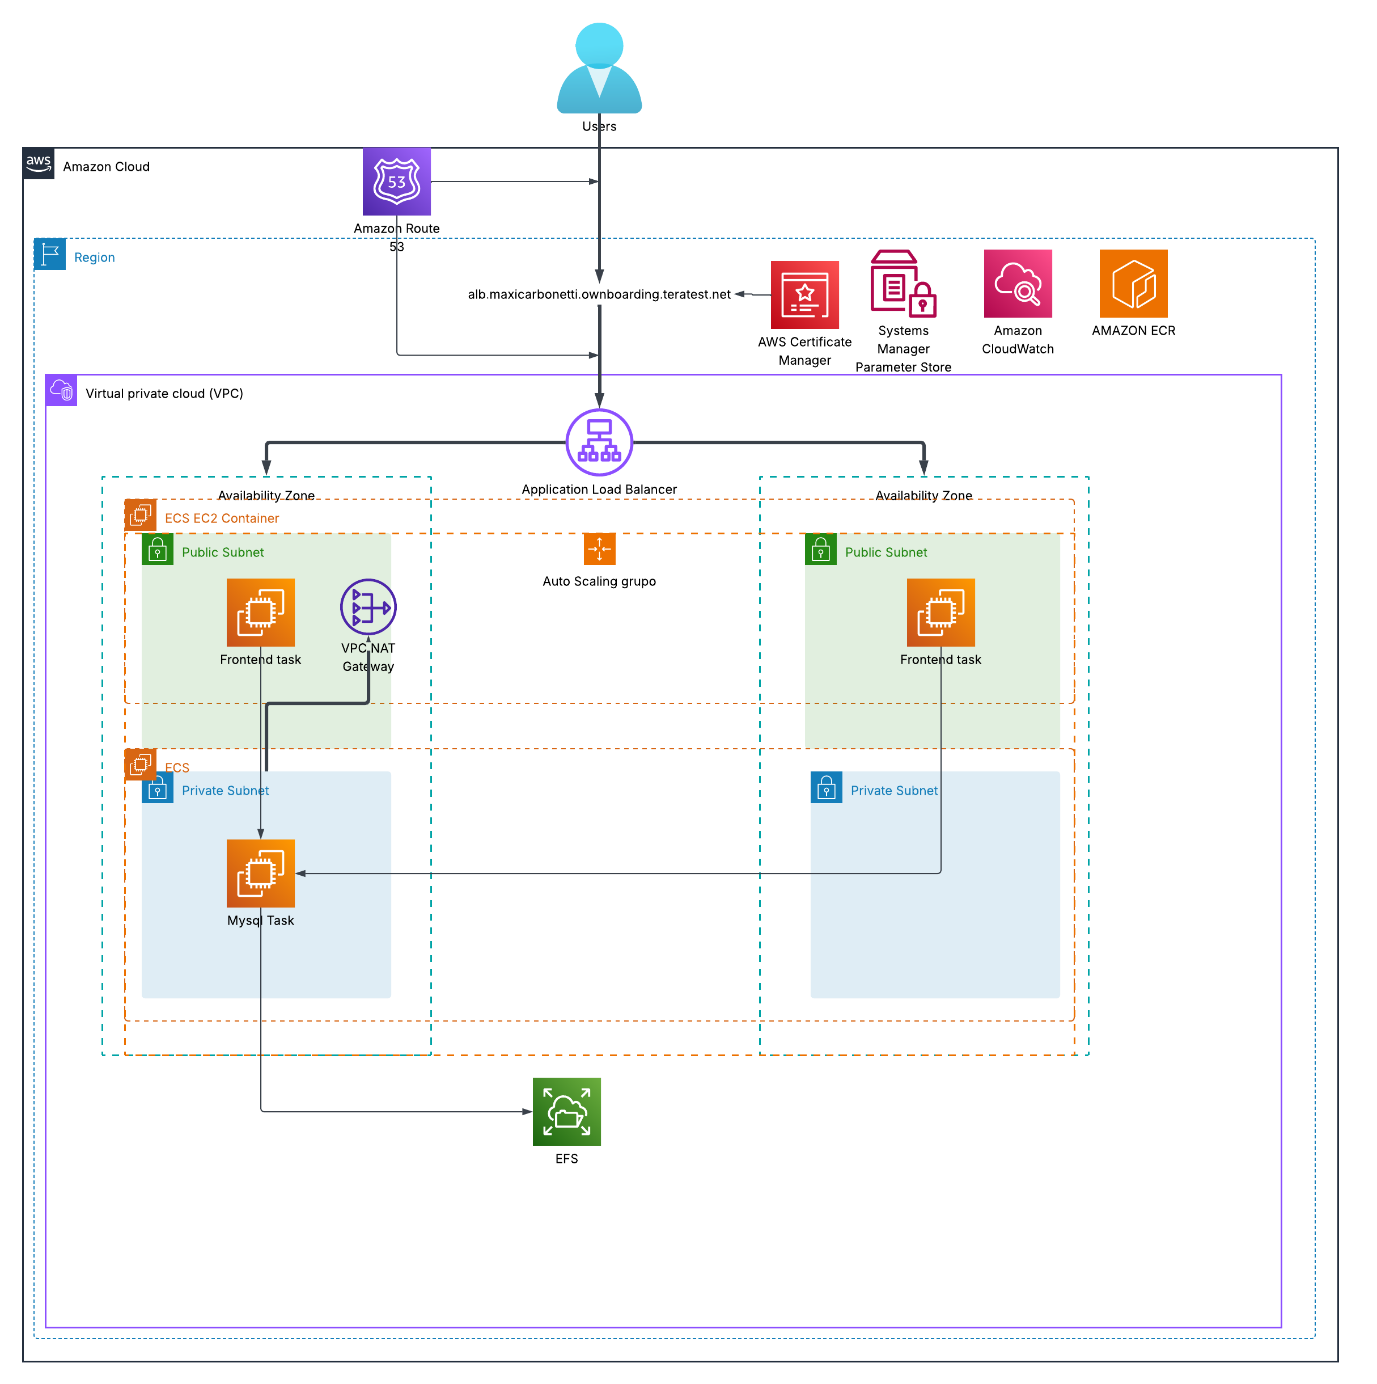 Users
aws
Amazon Cloud
53
Amazon Route
53
Region
alb.maxicarbonetti.ownboarding.teratest.net
AWS Certificate
Manager
Systems
Manager
Parameter Store
Amazon
CloudWatch
AMAZON ECR
Virtual private cloud (VPC)
Application Load Balancer
Availability Zone
Availability Zone
ECS EC2 Container
Public Subnet
Auto Scaling grupo
Public Subnet
Frontend task
VPC NAT
Gateway
Frontend task
ECS
Private Subnet
Private Subnet
Mysql Task
EFS